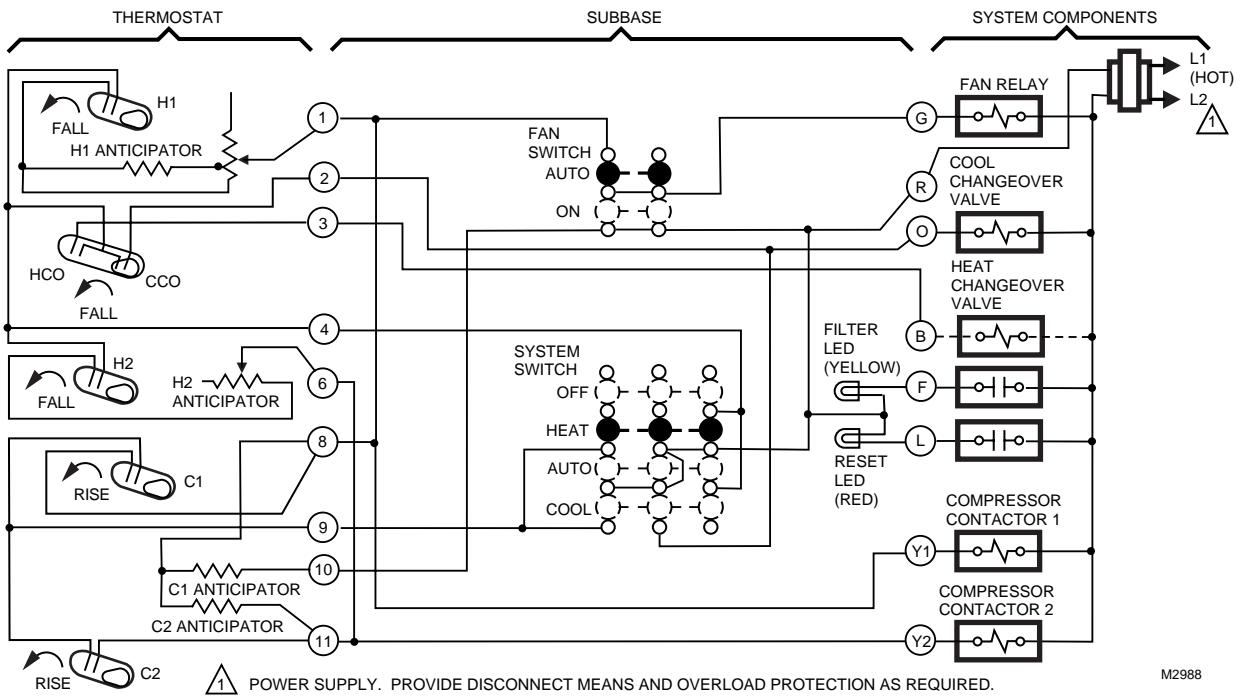 THERMOSTAT
SUBBASE
SYSTEM COMPONENTS
L1
(HOT)
L2
1
H1
FALL
H1 ANTICIPATOR
1
2
3
HCO
CCO
FALL
4
H2
FALL
H2
ANTICIPATOR
6
8
C1
RISE
9
10
C1 ANTICIPATOR
C2 ANTICIPATOR
11
C2
RISE
FAN
SWITCH
AUTO
ON
SYSTEM
SWITCH
OFF
HEAT
AUTO
COOL
FILTER
LED
(YELLOW)
RESET
LED
(RED)
G
FAN RELAY
R
COOL
CHANGEOVER
VALVE
O
HEAT
CHANGEOVER
VALVE
B
F
L
COMPRESSOR
CONTACTOR 1
Y1
COMPRESSOR
CONTACTOR 2
Y2
1 POWER SUPPLY. PROVIDE DISCONNECT MEANS AND OVERLOAD PROTECTION AS REQUIRED.
M2988